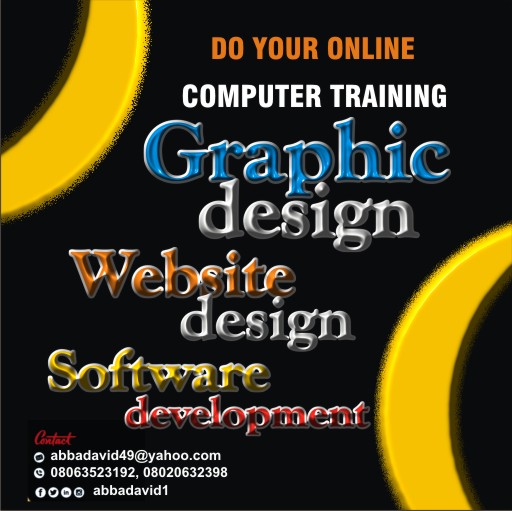 DO YOUR ONLINE
COMPUTER TRAINING
Graphic
design
Website
design
Software
development
Contact
abbadavid49@yahoo.com
08063523192, 08020632398
abbadavid1